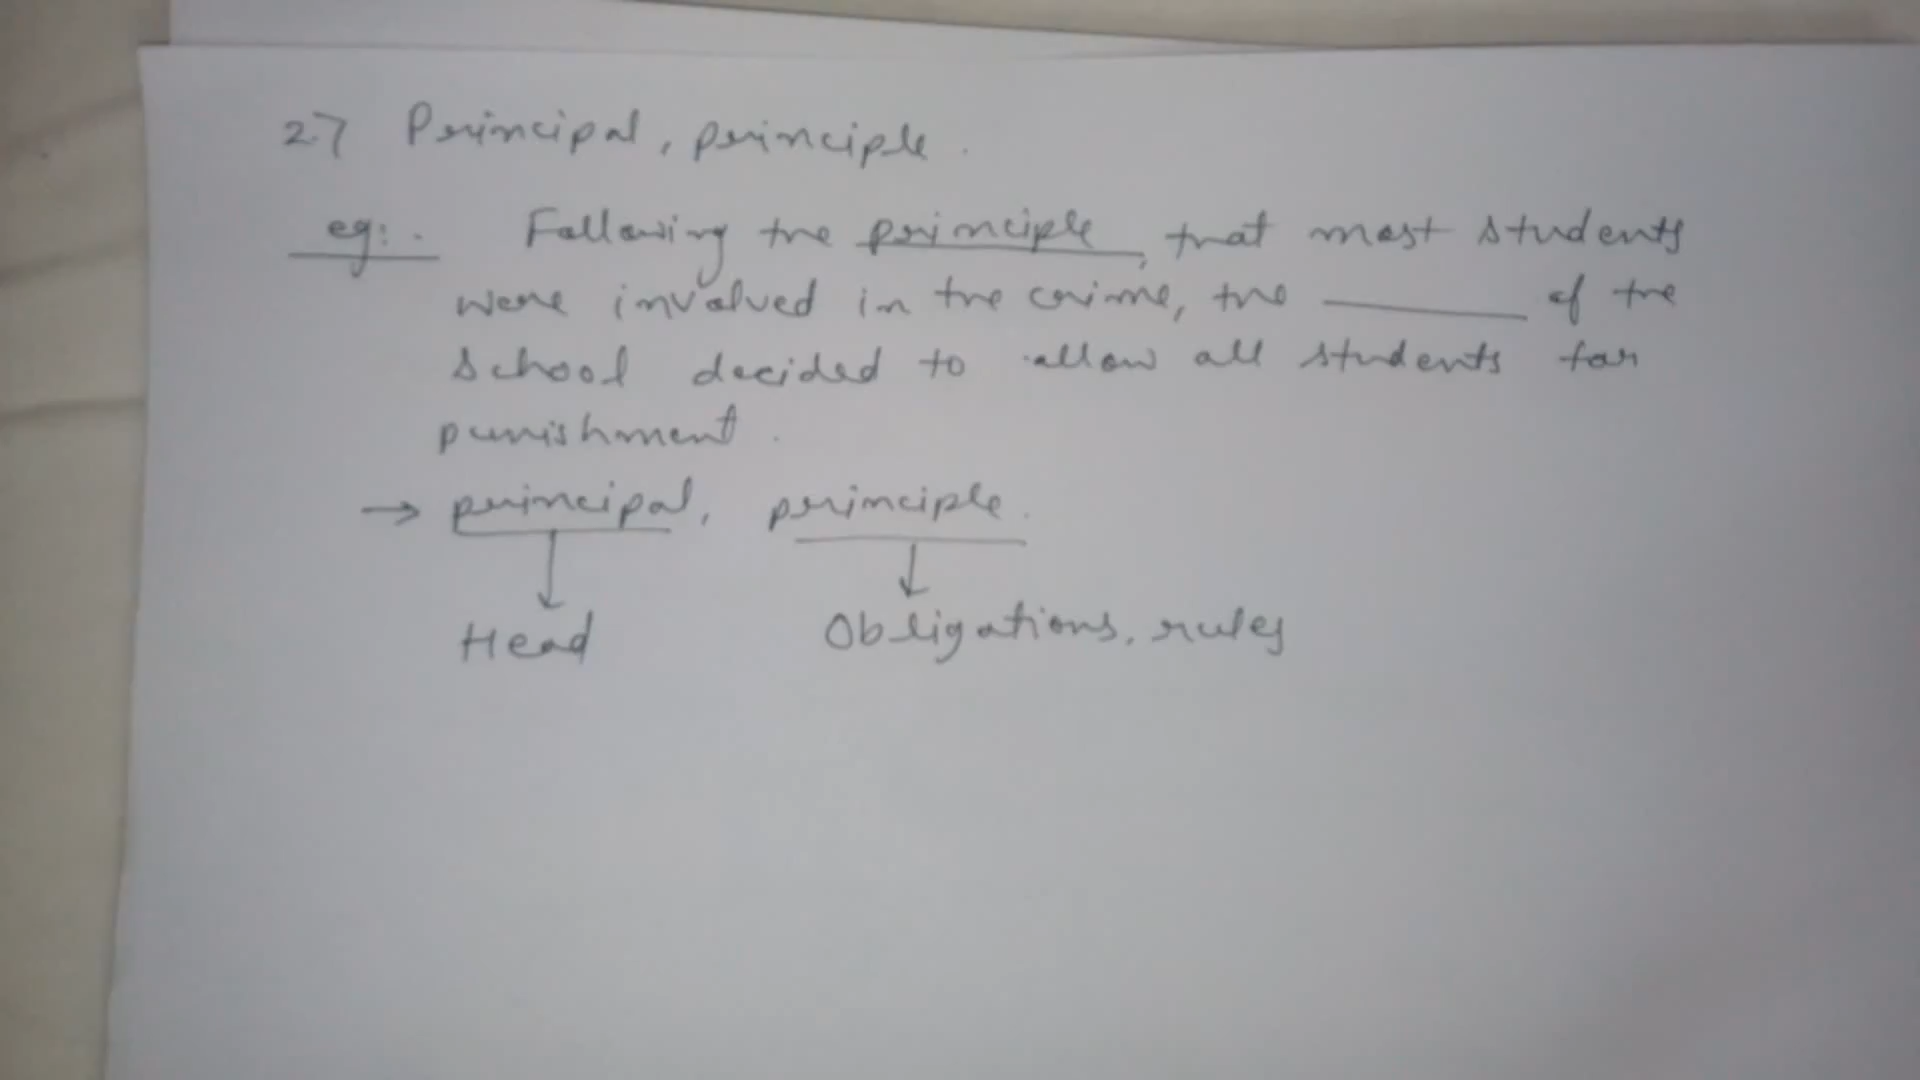 27 Principal, principle.
eg:- Following the principle, that most students
were involved in the crime, the ______ of the
school decided to allow all students for
punishment.
→ principal, principle.
Head Obligations, rules